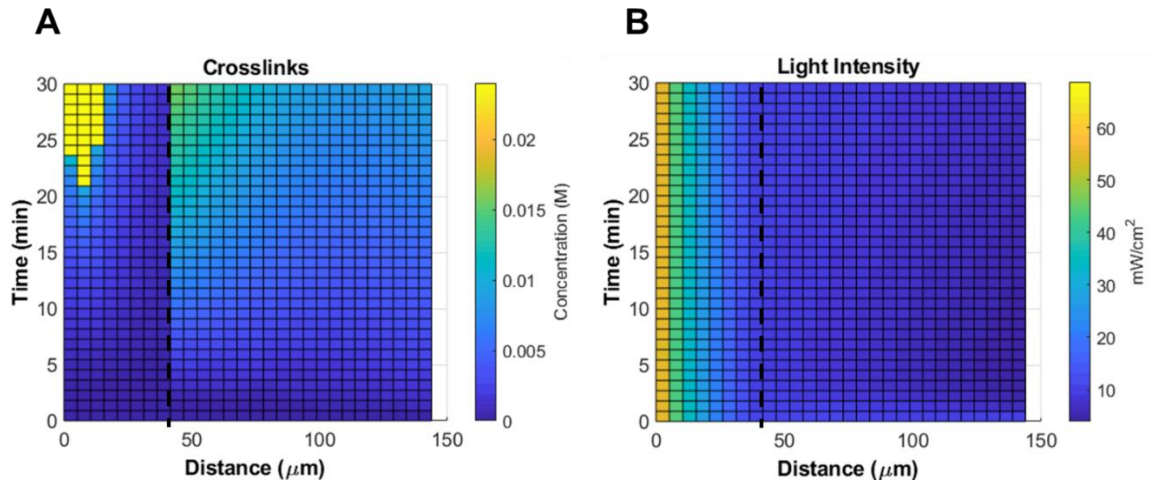 A
Crosslinks
30
25
20
15
10
5
0
Time (min)
0 50 100 150
Distance (μm)
0.02
0.015
0.01
0.005
0
Concentration (M)
B
Light Intensity
30
25
20
15
10
5
0
Time (min)
0 50 100 150
Distance (μm)
60
50
40
30
20
10
mW/cm²